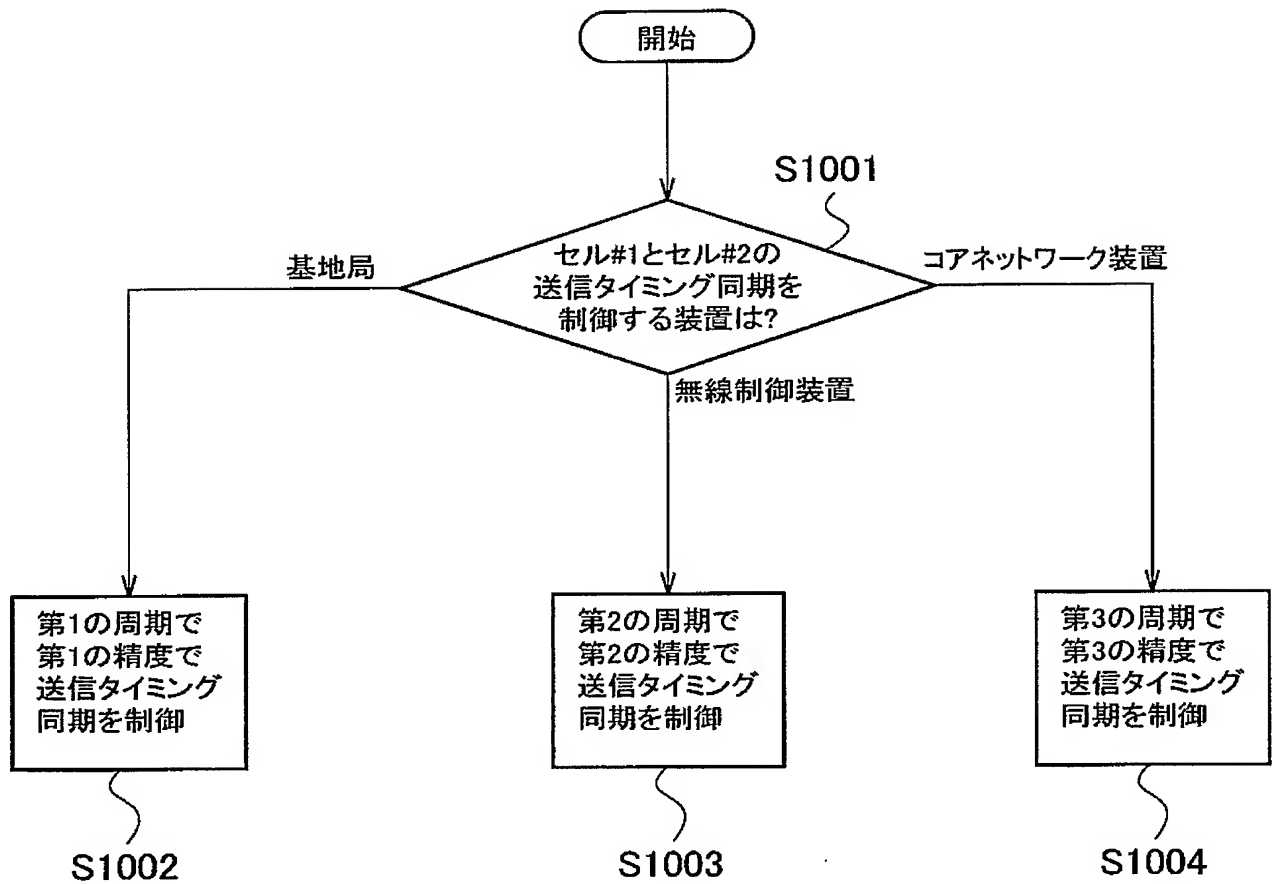 開始
S1001
セル#1とセル#2の
送信タイミング同期を
制御する装置は?
基地局
コアネットワーク装置
無線制御装置
第1の周期で
第1の精度で
送信タイミング
同期を制御
第2の周期で
第2の精度で
送信タイミング
同期を制御
第3の周期で
第3の精度で
送信タイミング
同期を制御
S1002
S1003
S1004